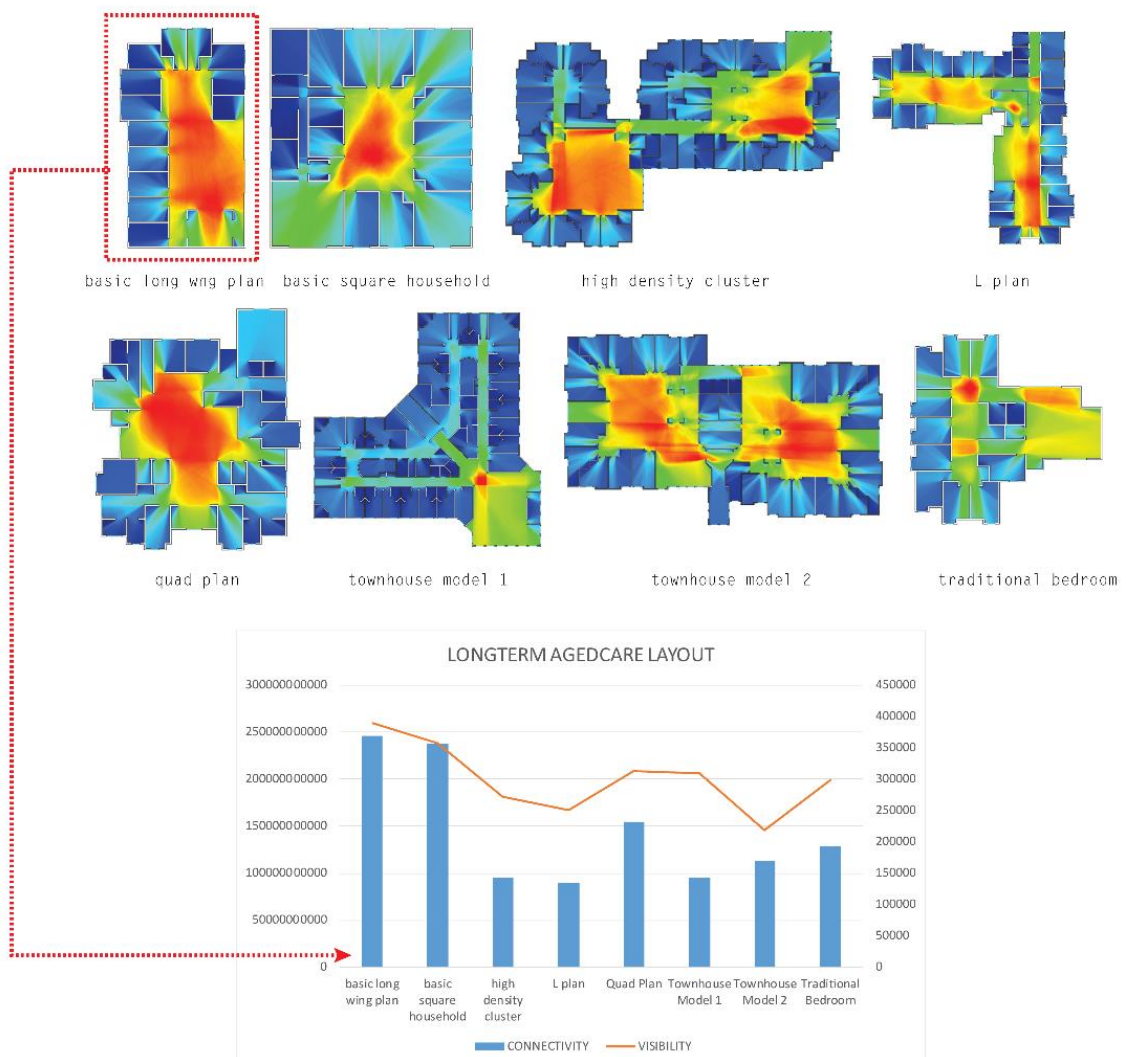 basic long wng plan
basic square household
high density cluster
L plan
quad plan
townhouse model 1
townhouse model 2
traditional bedroom
LONGTERM AGEDCARE LAYOUT
300000000000
250000000000
200000000000
150000000000
100000000000
50000000000
0
450000
400000
350000
300000
250000
200000
150000
100000
50000
0
basic long
wing plan
basic
square
household
high
density
cluster
L plan
Quad Plan
Townhouse
Model 1
Townhouse
Model 2
Traditional
Bedroom
CONNECTIVITY
VISIBILITY